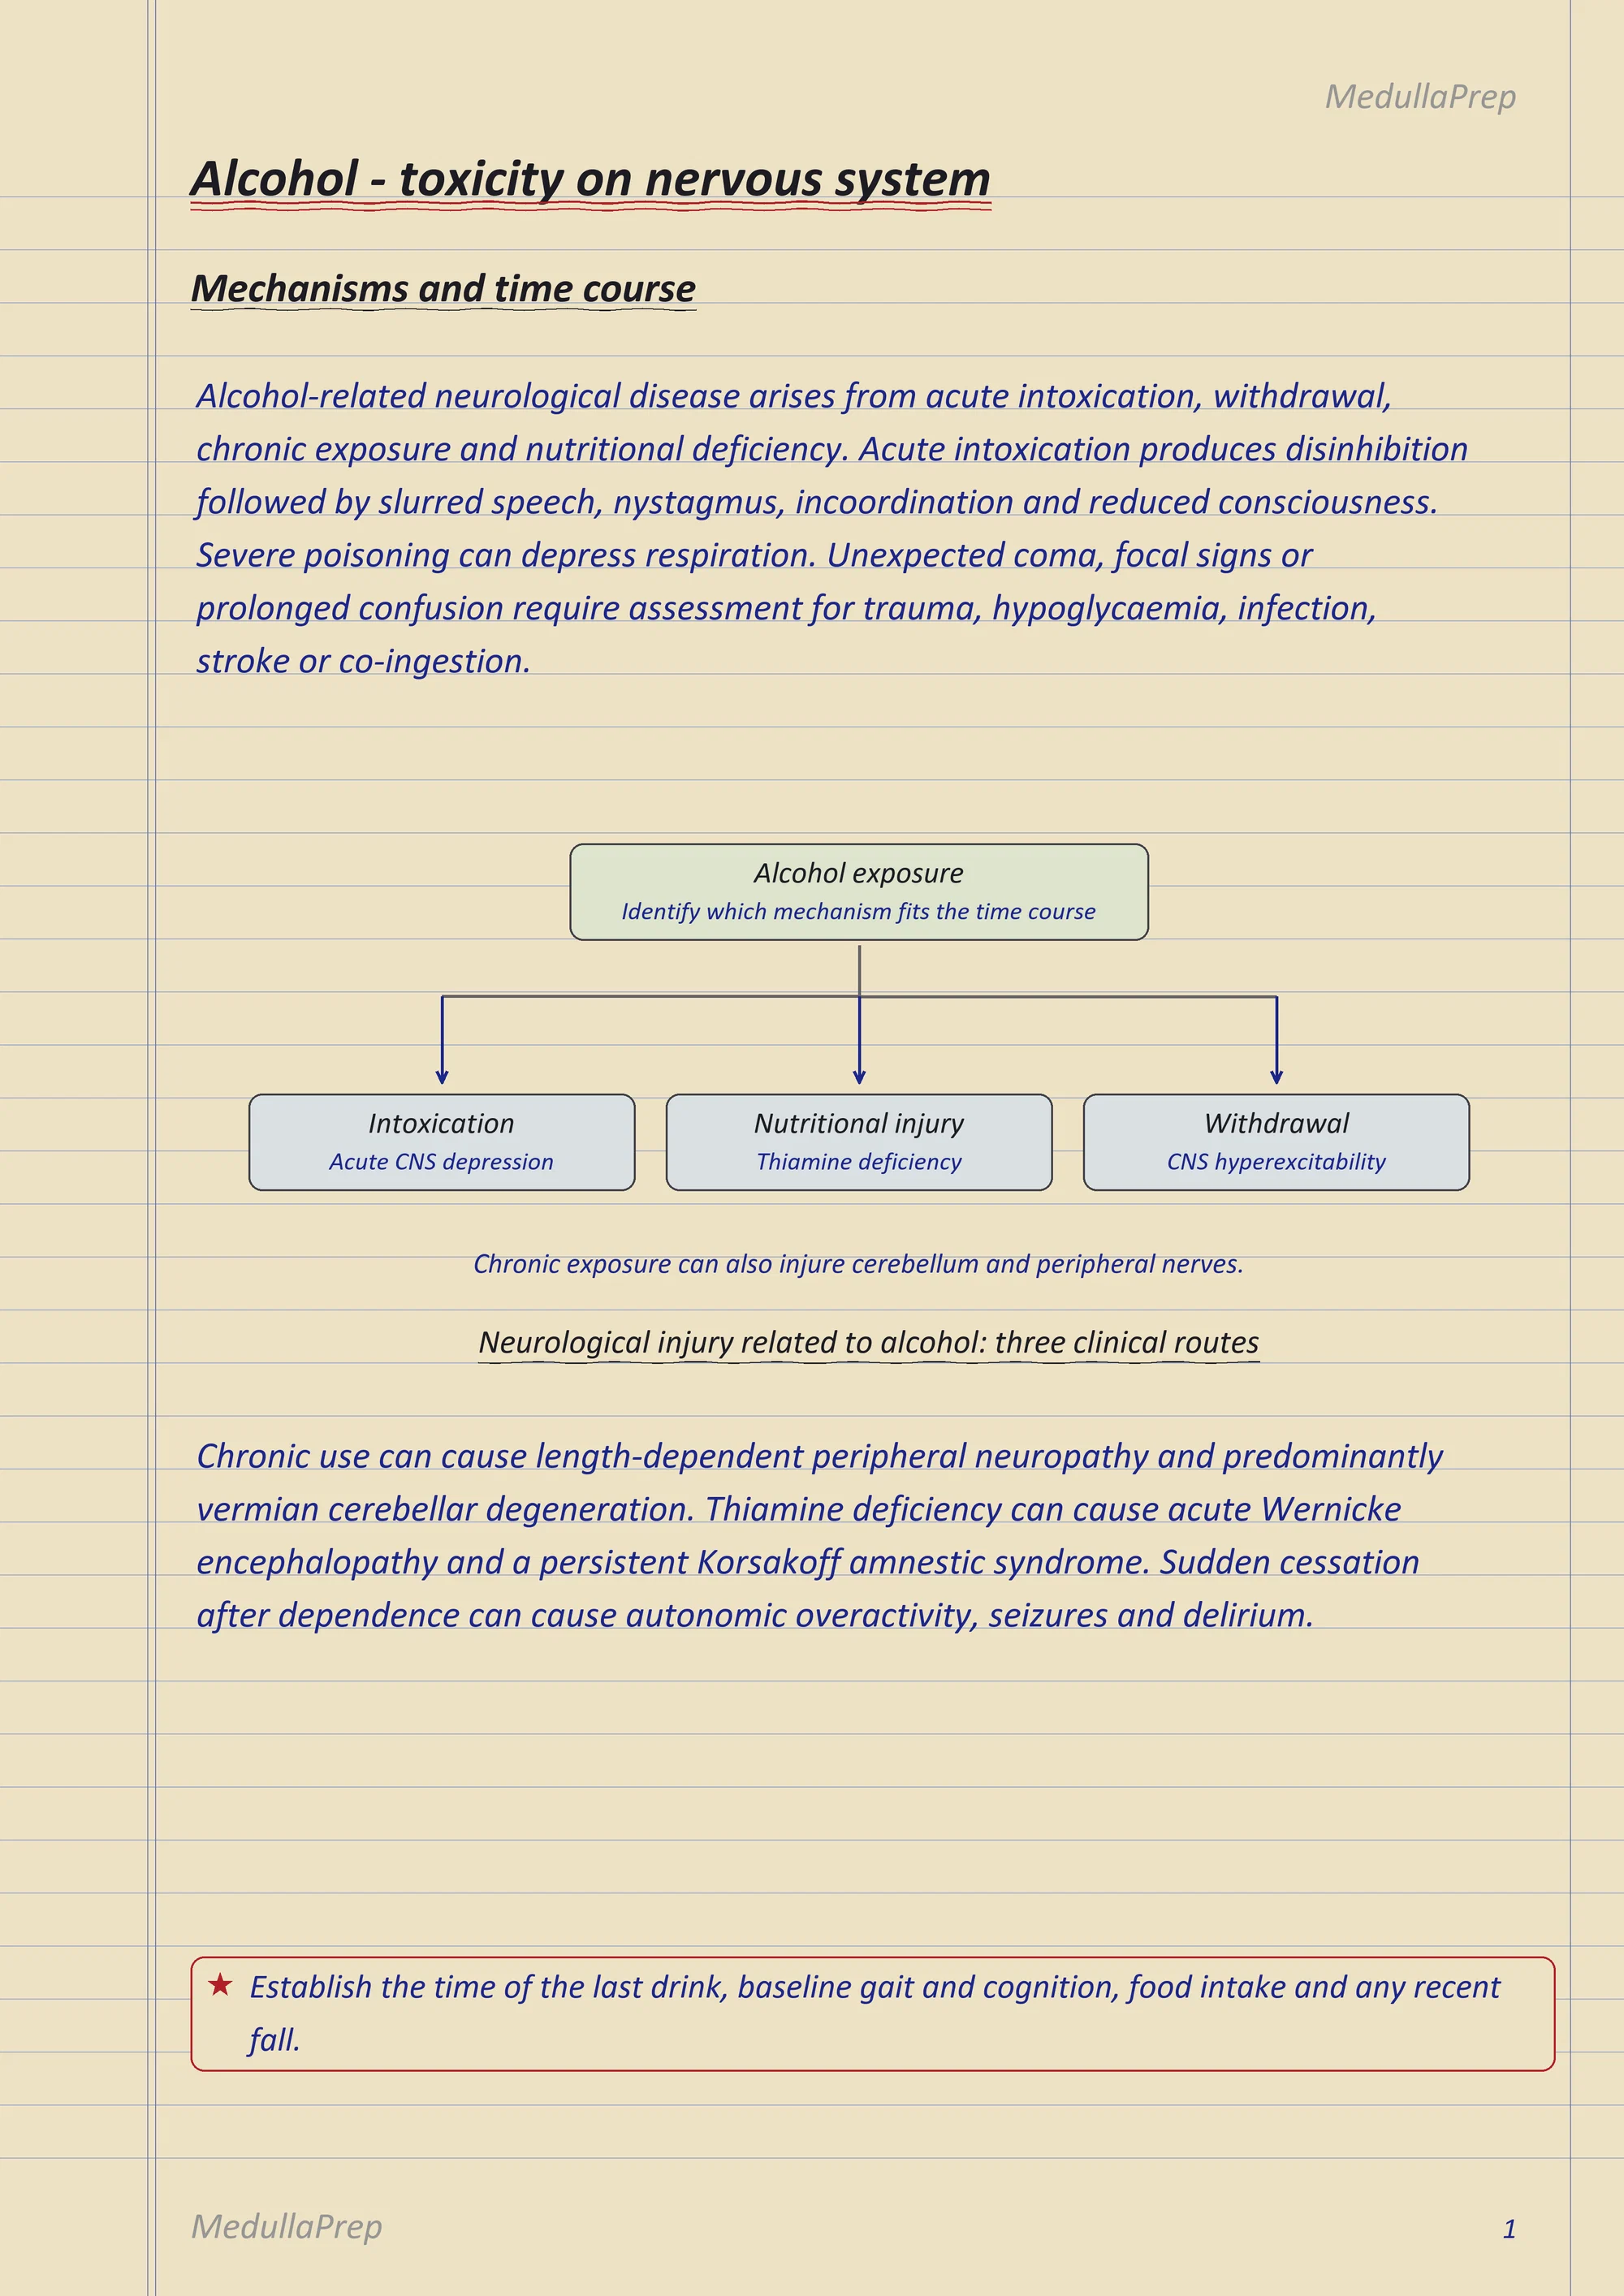 MedullaPrep
Alcohol - toxicity on nervous system
Mechanisms and time course
Alcohol-related neurological disease arises from acute intoxication, withdrawal,
chronic exposure and nutritional deficiency. Acute intoxication produces disinhibition
followed by slurred speech, nystagmus, incoordination and reduced consciousness.
Severe poisoning can depress respiration. Unexpected coma, focal signs or
prolonged confusion require assessment for trauma, hypoglycaemia, infection,
stroke or co-ingestion.
Alcohol exposure
Identify which mechanism fits the time course
Intoxication
Acute CNS depression
Nutritional injury
Thiamine deficiency
Withdrawal
CNS hyperexcitability
Chronic exposure can also injure cerebellum and peripheral nerves.
Neurological injury related to alcohol: three clinical routes
Chronic use can cause length-dependent peripheral neuropathy and predominantly
vermian cerebellar degeneration. Thiamine deficiency can cause acute Wernicke
encephalopathy and a persistent Korsakoff amnestic syndrome. Sudden cessation
after dependence can cause autonomic overactivity, seizures and delirium.
★ Establish the time of the last drink, baseline gait and cognition, food intake and any recent
fall.
MedullaPrep
1